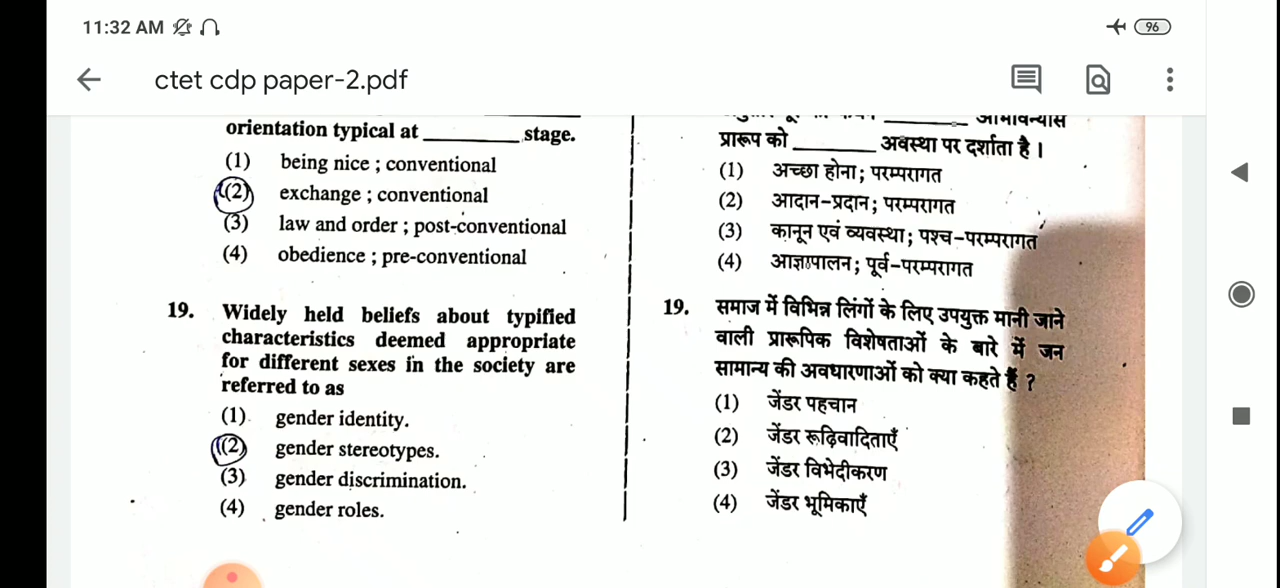 11:32 AM
96
ctet cdp paper-2.pdf
orientation typical at ________ stage.
(1) being nice ; conventional
(2) exchange ; conventional
(3) law and order ; post-conventional
(4) obedience ; pre-conventional
19. Widely held beliefs about typified
characteristics deemed appropriate
for different sexes in the society are
referred to as
(1) gender identity.
(2) gender stereotypes.
(3) gender discrimination.
(4) gender roles.
________ अभिविन्यास
प्रारूप को ________ अवस्था पर दर्शाता है ।
(1) अच्छा होना; परम्परागत
(2) आदान-प्रदान; परम्परागत
(3) कानून एवं व्यवस्था; पश्च-परम्परागत
(4) आज्ञापालन; पूर्व-परम्परागत
19. समाज में विभिन्न लिंगों के लिए उपयुक्त मानी जाने
वाली प्रारूपिक विशेषताओं के बारे में जन
सामान्य की अवधारणाओं को क्या कहते हैं ?
(1) जेंडर पहचान
(2) जेंडर रूढ़िवादिताएँ
(3) जेंडर विभेदीकरण
(4) जेंडर भूमिकाएँ